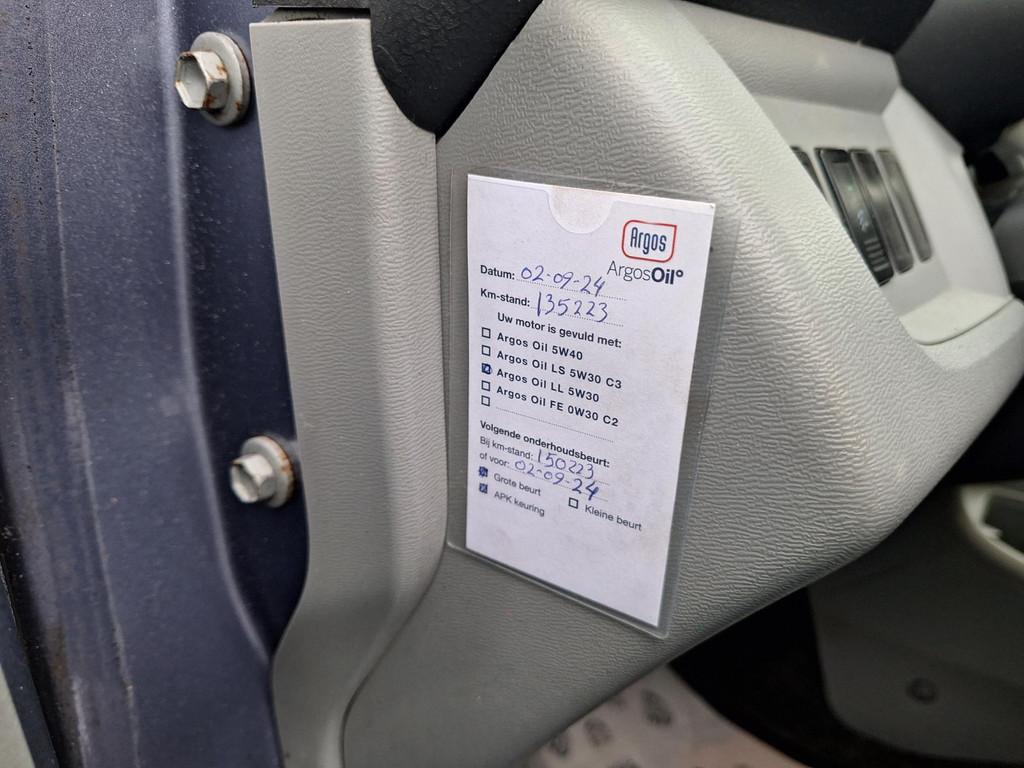 Argos
ArgosOil°
Datum: 02-09-24
Km-stand: 135223
Uw motor is gevuld met:
Argos Oil 5W40
Argos Oil LS 5W30 C3
Argos Oil LL 5W30
Argos Oil FE 0W30 C2
Volgende onderhoudsbeurt:
Bij km-stand: 150223
of voor: 02-09-24
Grote beurt Kleine beurt
APK keuring